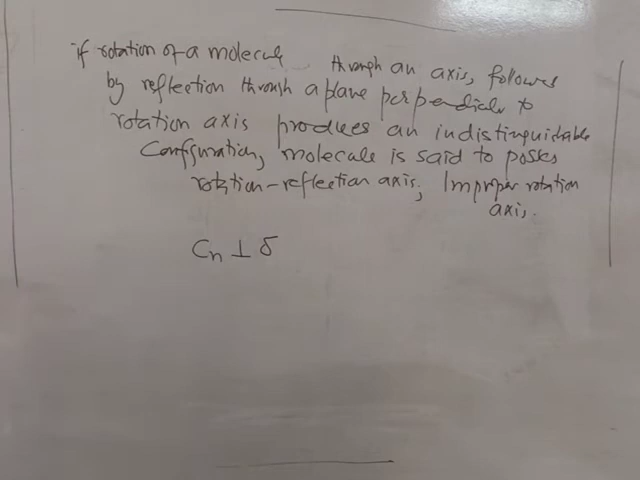 if rotation of a molecule through an axis, follower
by reflection through a plane perpendicular to
rotation axis produces an indistinguishable
Configuration, molecule is said to posses
rotation-reflection axis, Improper rotation
axis.
Cn ⊥ δ